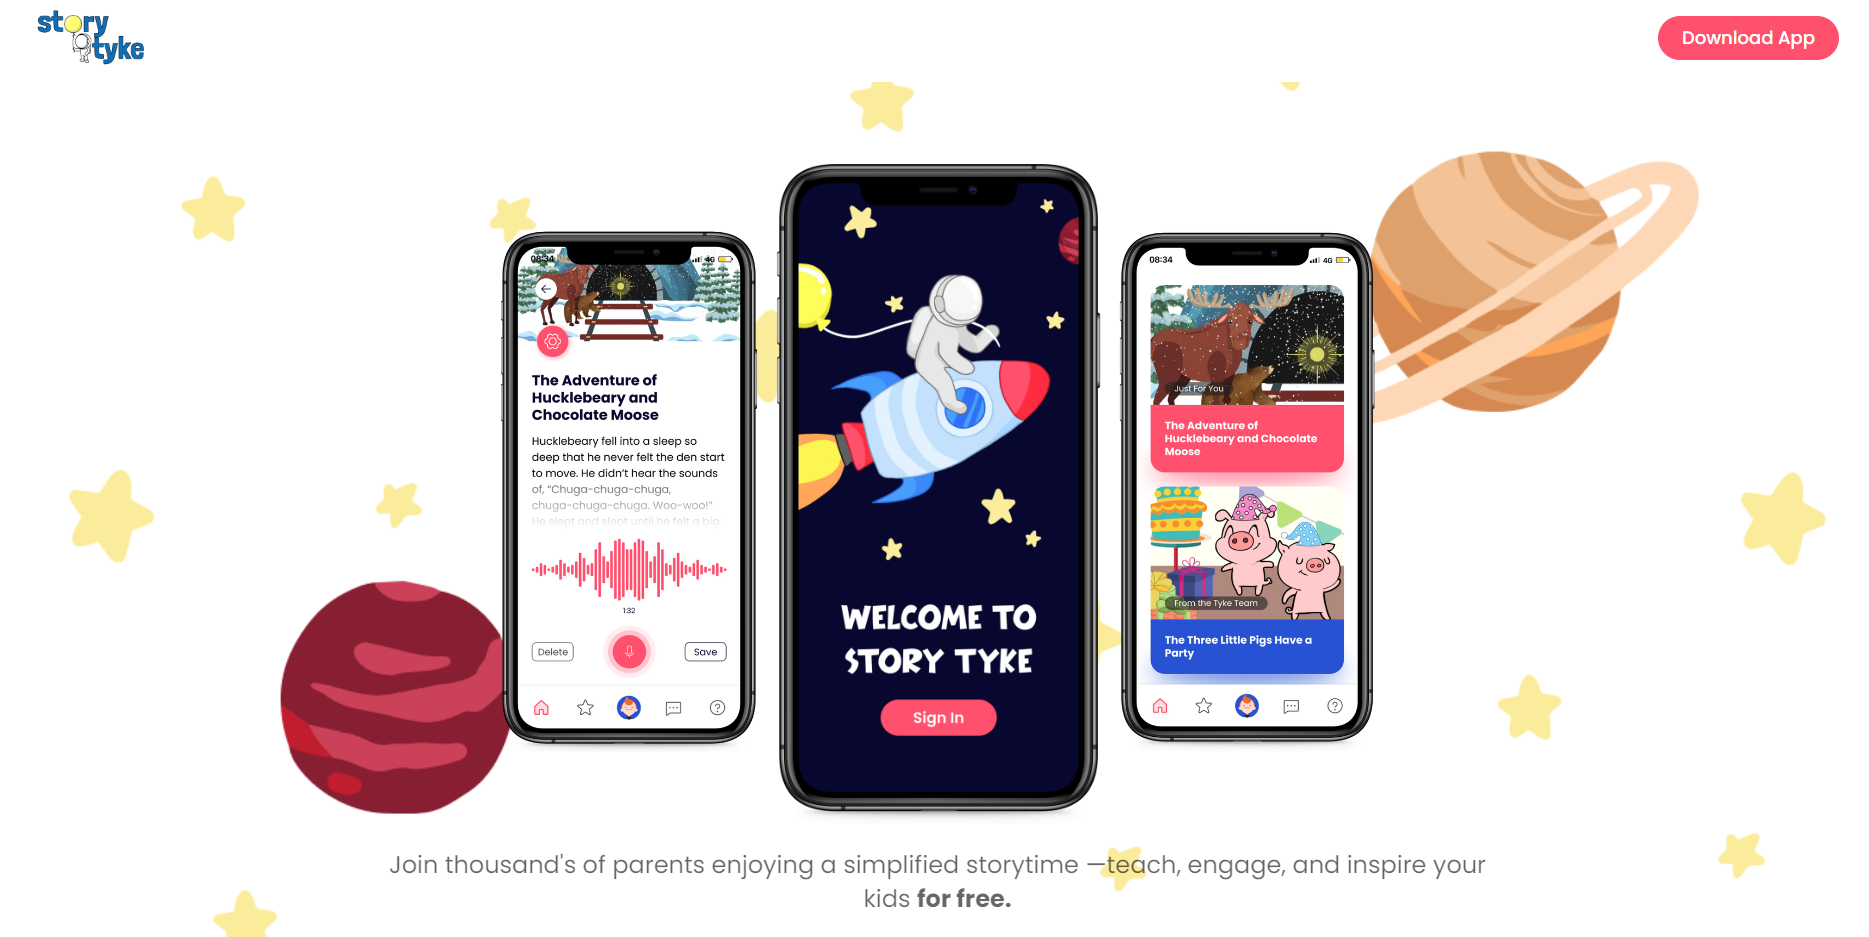 story
tyke
Download App
08:34
4G
The Adventure of
Hucklebeary and
Chocolate Moose
Hucklebeary fell into a sleep so
deep that he never felt the den start
to move. He didn't hear the sounds
of, "Chuga-chuga-chuga,
chuga-chuga-chuga. Woo-woo!"
He slept and slept until he felt a big
1:32
Delete
Save
WELCOME TO
STORY TYKE
Sign In
08:34
4G
Just For You
The Adventure of
Hucklebeary and Chocolate
Moose
From the Tyke Team
The Three Little Pigs Have a
Party
Join thousand's of parents enjoying a simplified storytime —teach, engage, and inspire your
kids for free.